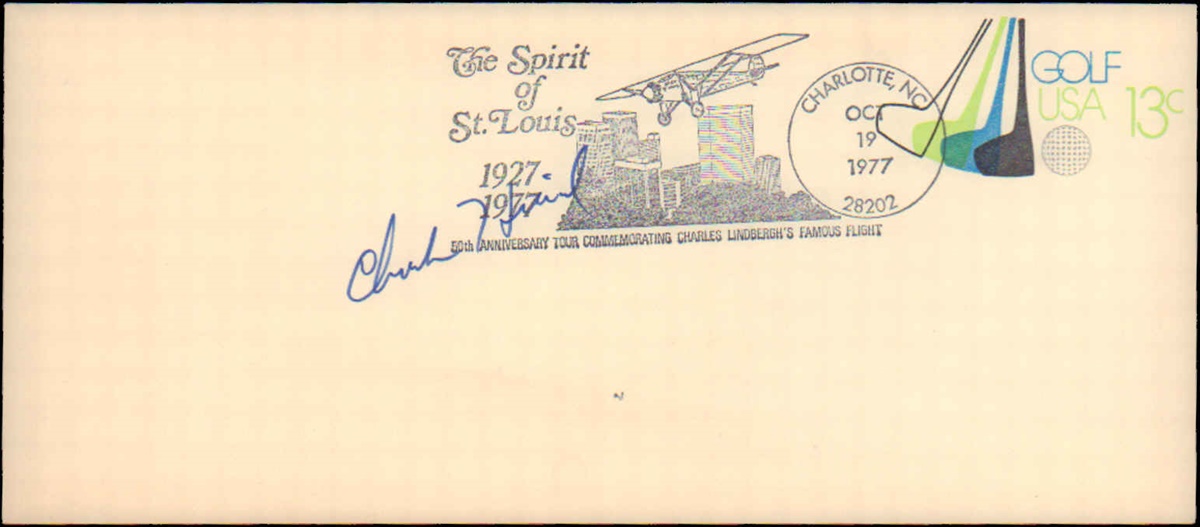 The Spirit
of
St. Louis
1927-
1977
50th ANNIVERSARY TOUR COMMEMORATING CHARLES LINDBERGH'S FAMOUS FLIGHT
CHARLOTTE, NC
OCT
19
1977
28202
GOLF
USA 13c